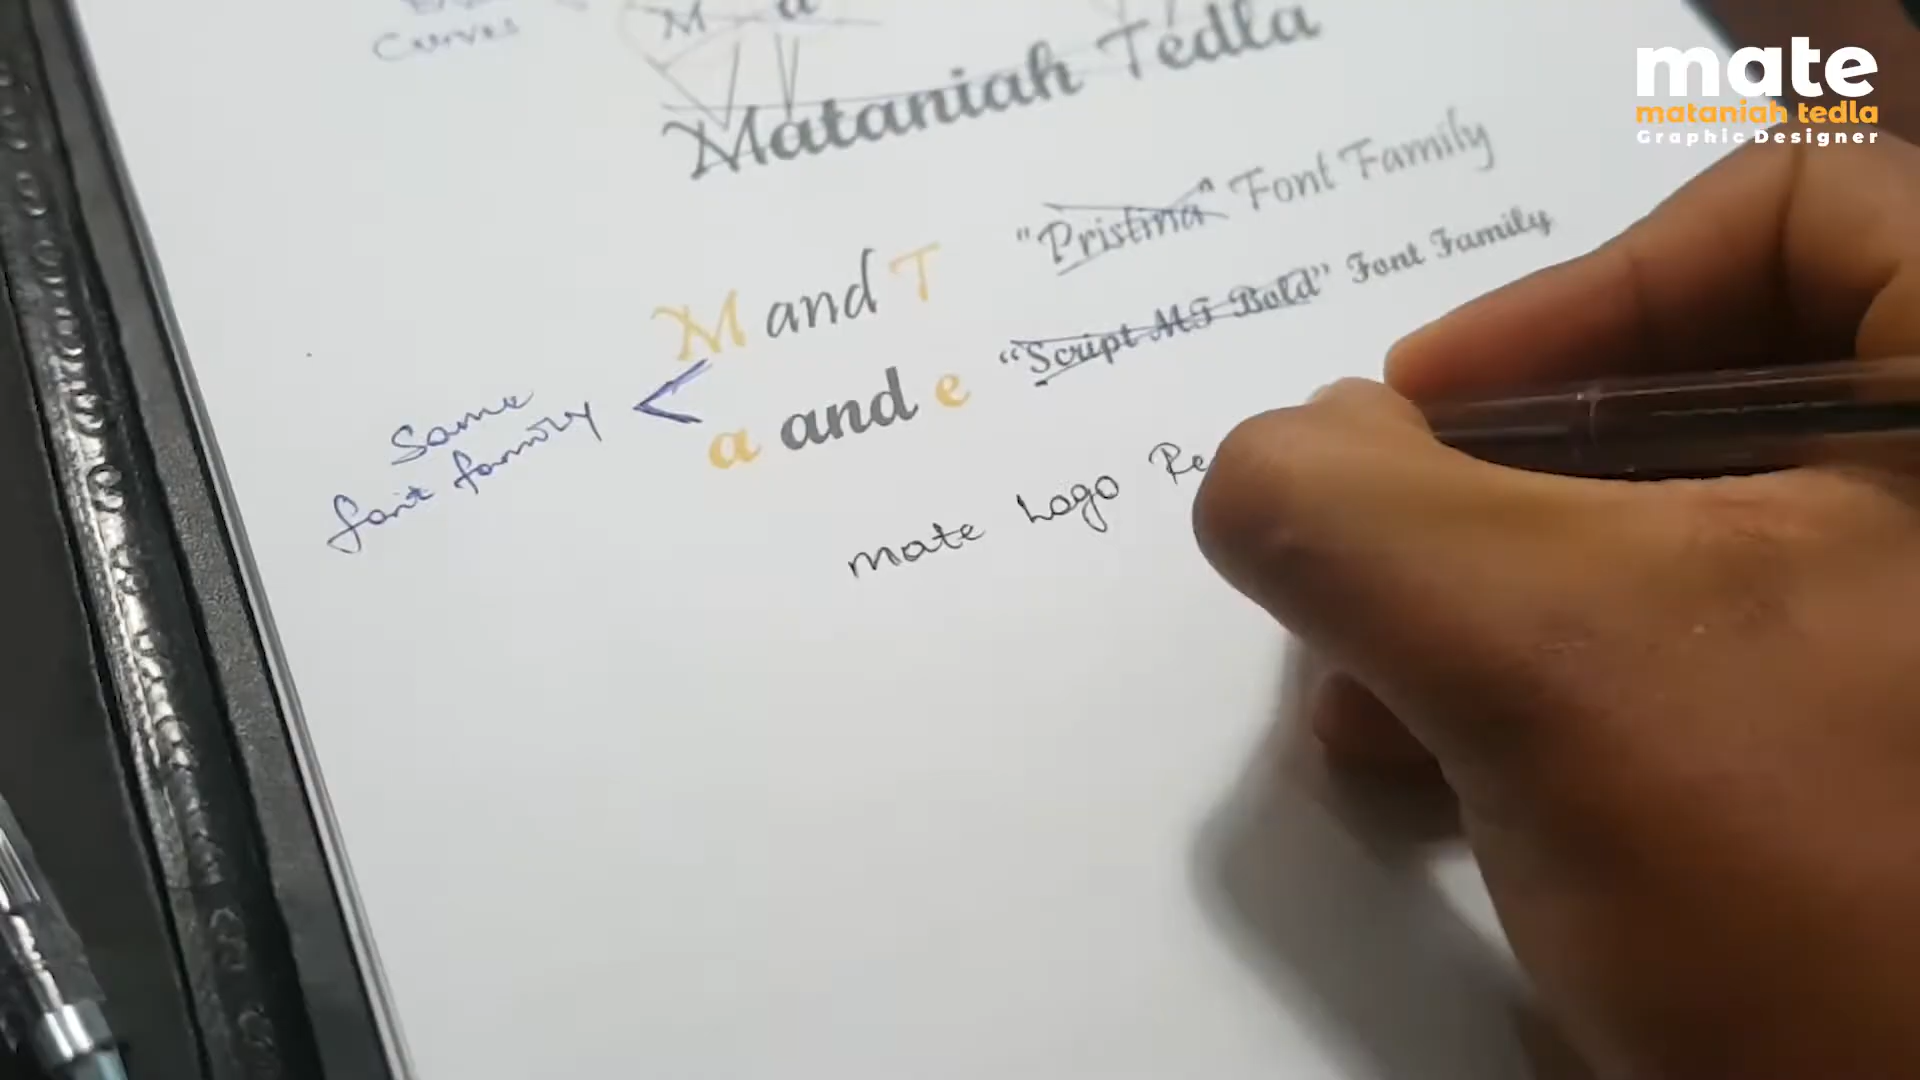 mate
mataniah tedla
Graphic Designer
Curves
M a
Mataniah Tedla
M and T "Pristina" Font Family
a and e "Script MT Bold" Font Family
Same
font family <
mate Logo Re